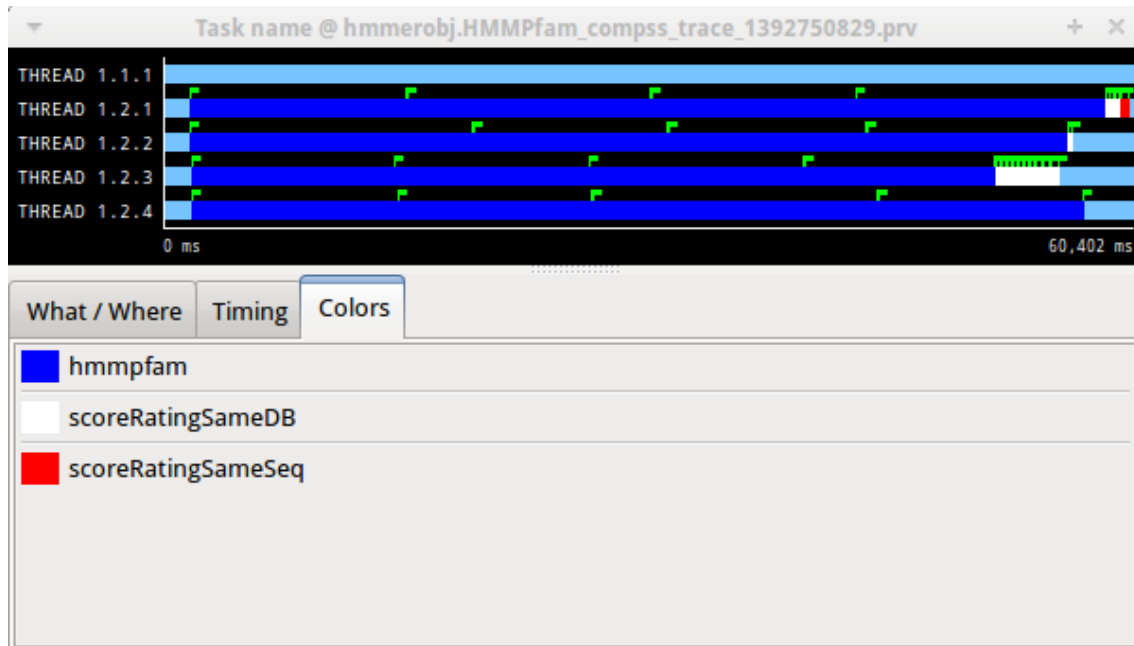 Task name @ hmmerobj.HMMPfam_compss_trace_1392750829.prv
THREAD 1.1.1
THREAD 1.2.1
THREAD 1.2.2
THREAD 1.2.3
THREAD 1.2.4
0 ms 60,402 ms
What / Where Timing Colors
hmmpfam
scoreRatingSameDB
scoreRatingSameSeq